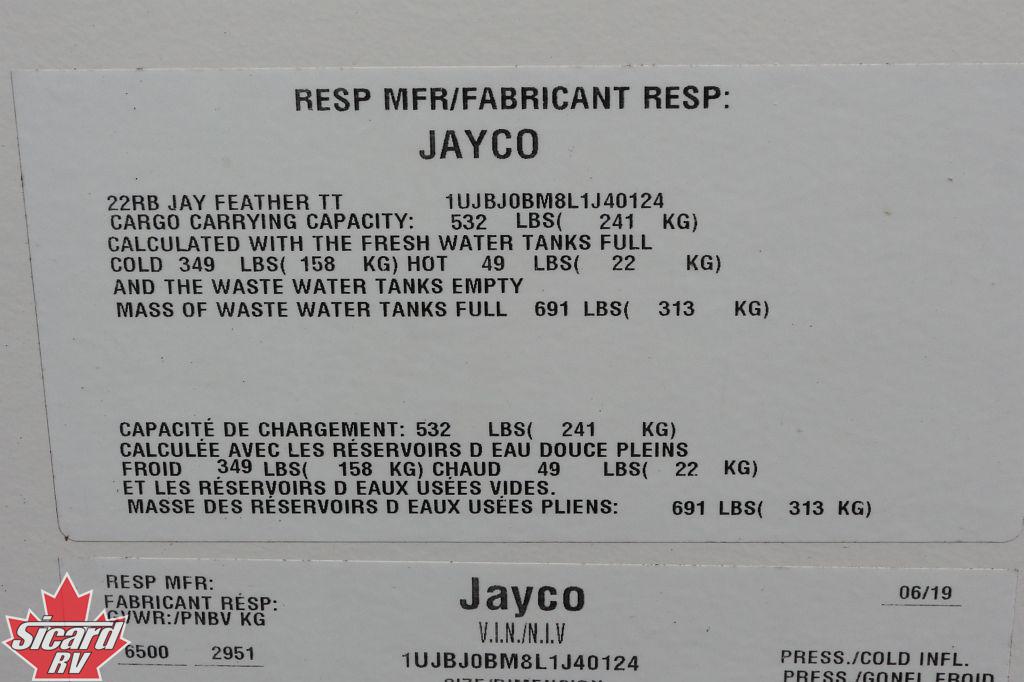 RESP MFR/FABRICANT RESP:
JAYCO
22RB JAY FEATHER TT 1UJBJ0BM8L1J40124
CARGO CARRYING CAPACITY: 532 LBS( 241 KG)
CALCULATED WITH THE FRESH WATER TANKS FULL
COLD 349 LBS( 158 KG) HOT 49 LBS( 22 KG)
AND THE WASTE WATER TANKS EMPTY
MASS OF WASTE WATER TANKS FULL 691 LBS( 313 KG)
CAPACITÉ DE CHARGEMENT: 532 LBS( 241 KG)
CALCULÉE AVEC LES RÉSERVOIRS D EAU DOUCE PLEINS
FROID 349 LBS( 158 KG) CHAUD 49 LBS( 22 KG)
ET LES RÉSERVOIRS D EAUX USÉES VIDES.
MASSE DES RÉSERVOIRS D EAUX USÉES PLIENS: 691 LBS( 313 KG)
RESP MFR: Jayco 06/19
FABRICANT RÉSP:
GVWR:/PNBV KG V.I.N./N.I.V
6500 2951 1UJBJ0BM8L1J40124 PRESS./COLD INFL.
PRESS./GONFL FROID
Sicard
RV